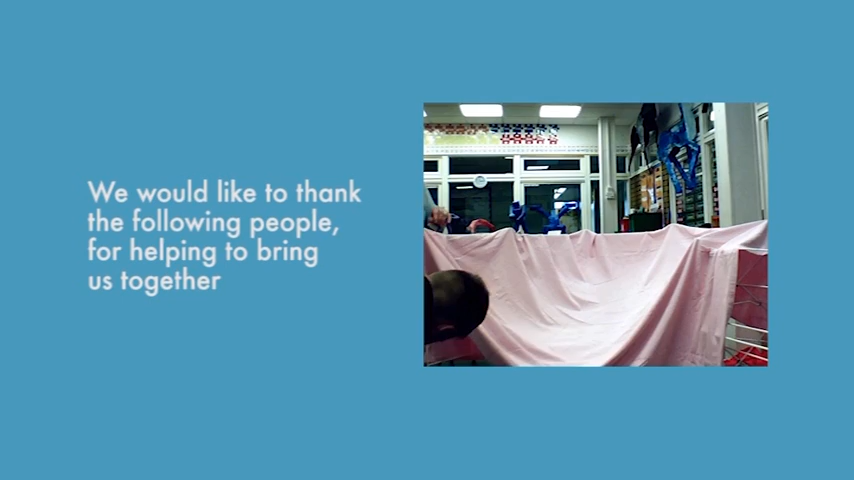 We would like to thank
the following people,
for helping to bring
us together